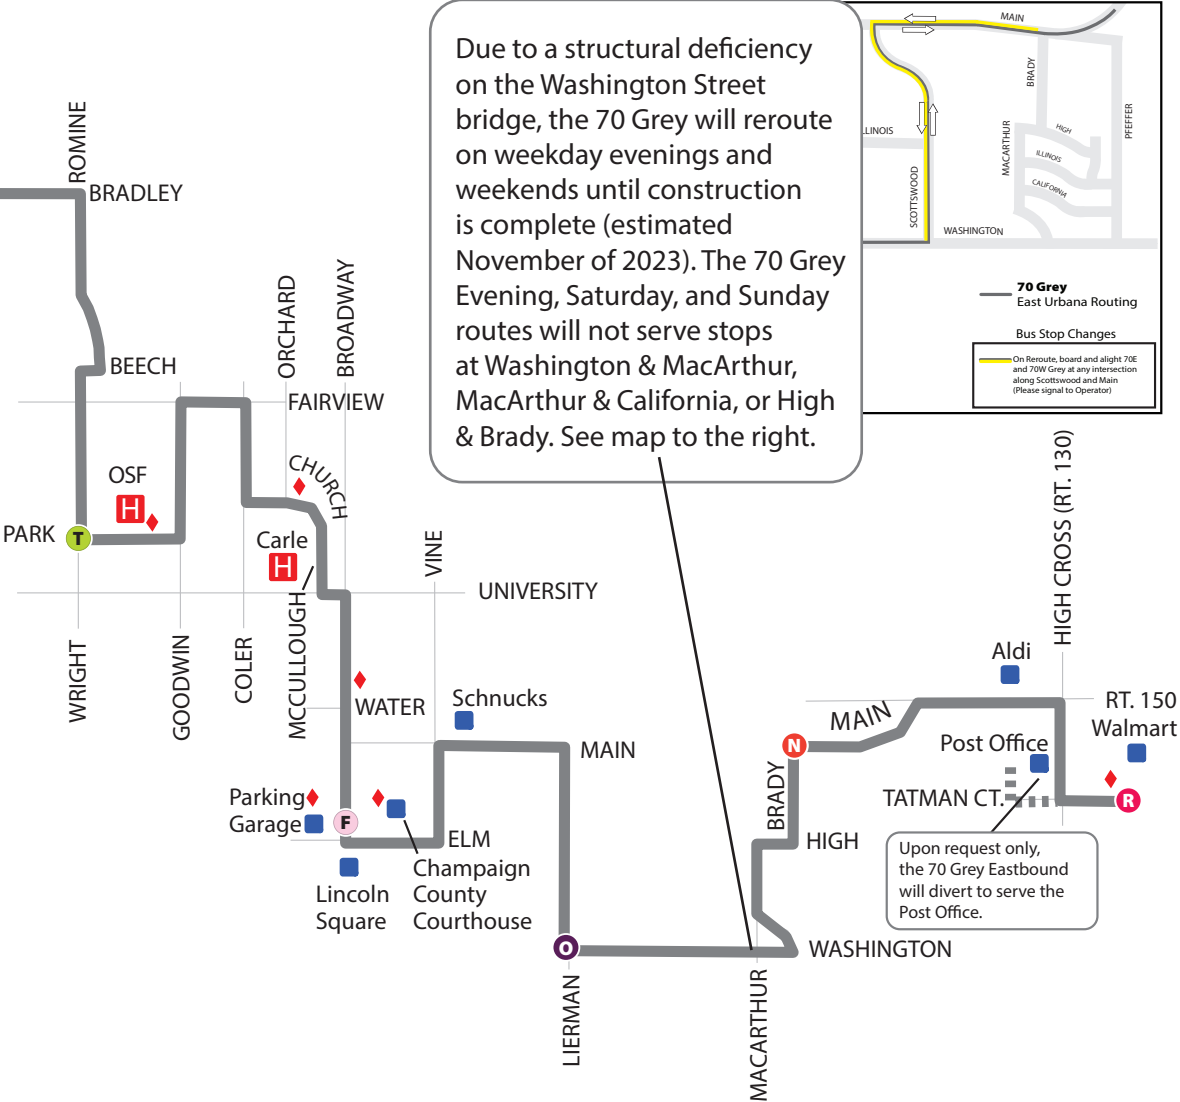 Due to a structural deficiency
on the Washington Street
bridge, the 70 Grey will reroute
on weekday evenings and
weekends until construction
is complete (estimated
November of 2023). The 70 Grey
Evening, Saturday, and Sunday
routes will not serve stops
at Washington & MacArthur,
MacArthur & California, or High
& Brady. See map to the right.
MAIN
BRADY
PFEFFER
LLINOIS
MACARTHUR
HIGH
ILLINOIS
CALIFORNIA
SCOTTSWOOD
WASHINGTON
70 Grey
East Urbana Routing
Bus Stop Changes
On Reroute, board and alight 70E
and 70W Grey at any intersection
along Scottswood and Main
(Please signal to Operator)
ROMINE
BRADLEY
BEECH
ORCHARD
BROADWAY
FAIRVIEW
OSF
H
CHURCH
PARK
T
Carle
H
VINE
UNIVERSITY
HIGH CROSS (RT. 130)
WRIGHT
GOODWIN
COLER
MCCULLOUGH
WATER
Schnucks
MAIN
Aldi
MAIN
RT. 150
Walmart
N
Post Office
BRADY
TATMAN CT.
R
Parking
Garage
F
ELM
HIGH
Champaign
County
Courthouse
Lincoln
Square
Upon request only,
the 70 Grey Eastbound
will divert to serve the
Post Office.
O
WASHINGTON
LIERMAN
MACARTHUR